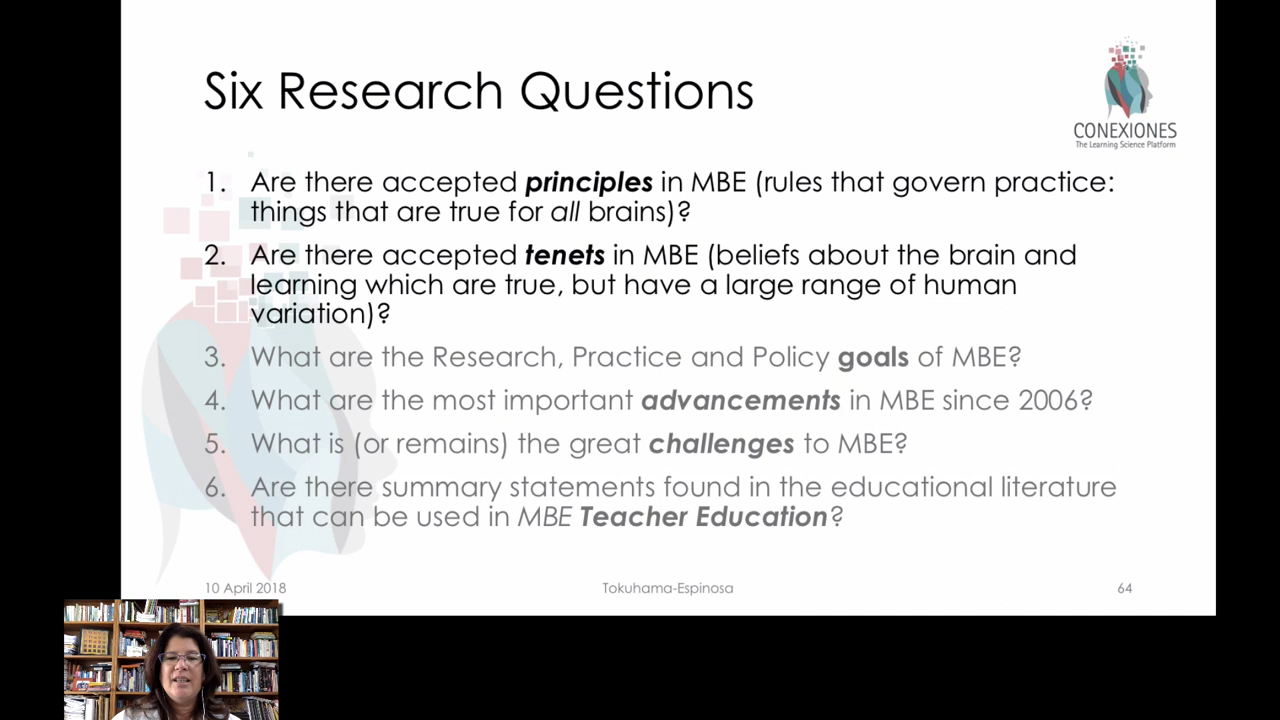 Six Research Questions
CONEXIONES
The Learning Science Platform
1. Are there accepted principles in MBE (rules that govern practice:
things that are true for all brains)?
2. Are there accepted tenets in MBE (beliefs about the brain and
learning which are true, but have a large range of human
variation)?
3. What are the Research, Practice and Policy goals of MBE?
4. What are the most important advancements in MBE since 2006?
5. What is (or remains) the great challenges to MBE?
6. Are there summary statements found in the educational literature
that can be used in MBE Teacher Education?
10 April 2018
Tokuhama-Espinosa
64